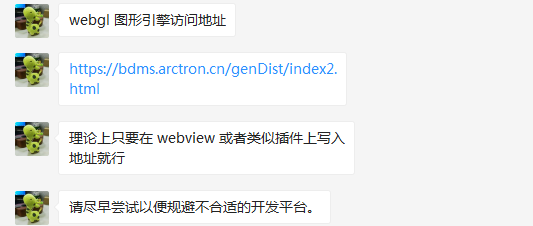 webgl 图形引擎访问地址
https://bdms.arctron.cn/genDist/index2.
html
理论上只要在 webview 或者类似插件上写入
地址就行
请尽早尝试以便规避不合适的开发平台。